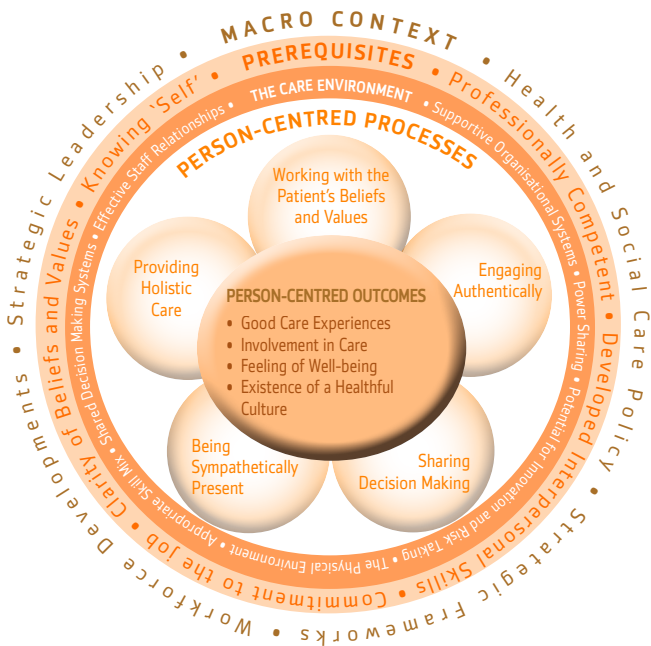 MACRO CONTEXT • Health and Social Care Policy • Strategic Frameworks • Workforce Developments • Strategic Leadership •
PREREQUISITES • Professionally Competent • Developed Interpersonal Skills • Commitment to the job • Clarity of Beliefs and Values • Knowing ‘Self’ •
THE CARE ENVIRONMENT • Supportive Organisational Systems • Power Sharing • Potential for Innovation and Risk Taking • The Physical Environment • Appropriate Skill Mix • Shared Decision Making Systems • Effective Staff Relationships •
PERSON-CENTRED PROCESSES
Working with the
Patient’s Beliefs
and Values
Engaging
Authentically
Sharing
Decision Making
Being
Sympathetically
Present
Providing
Holistic
Care
PERSON-CENTRED OUTCOMES
• Good Care Experiences
• Involvement in Care
• Feeling of Well-being
• Existence of a Healthful
Culture